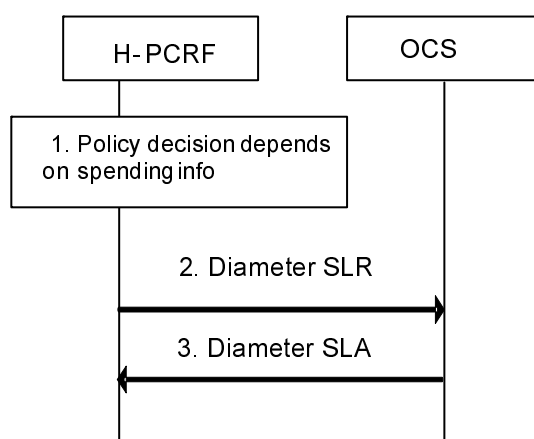 H-PCRF
OCS
1. Policy decision depends
on spending info
2. Diameter SLR
3. Diameter SLA